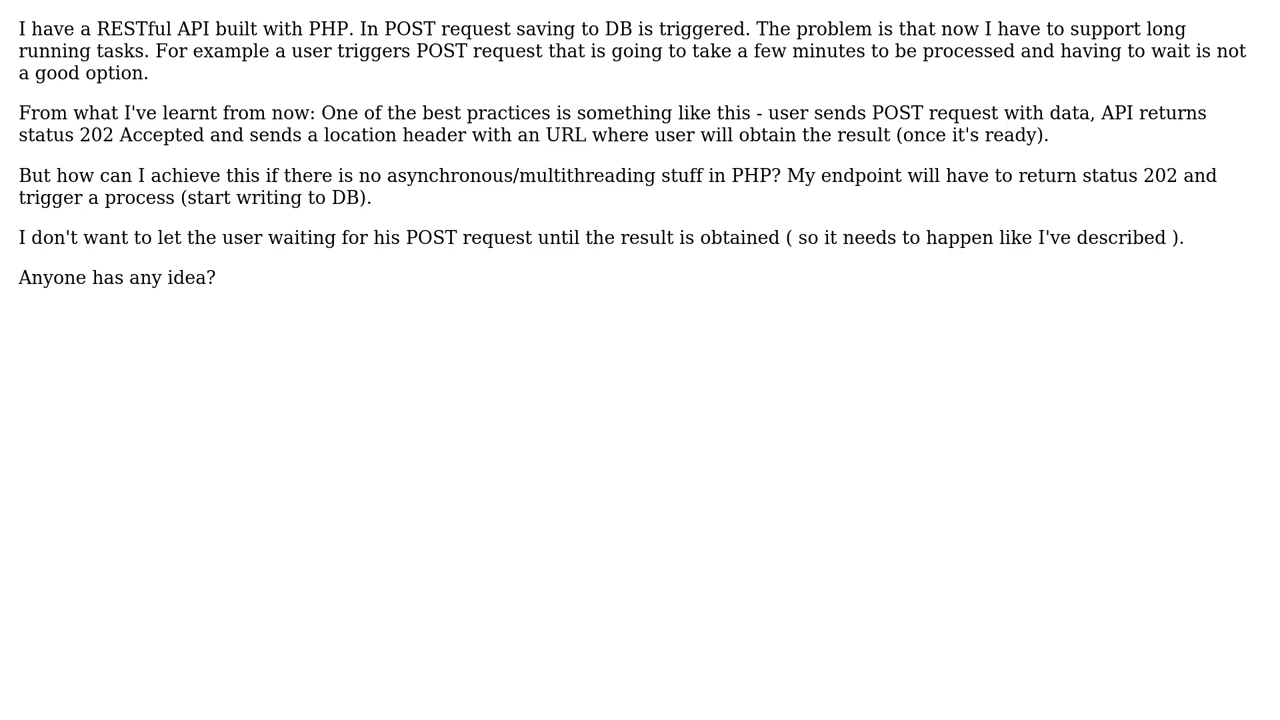 I have a RESTful API built with PHP. In POST request saving to DB is triggered. The problem is that now I have to support long
running tasks. For example a user triggers POST request that is going to take a few minutes to be processed and having to wait is not
a good option.
From what I've learnt from now: One of the best practices is something like this - user sends POST request with data, API returns
status 202 Accepted and sends a location header with an URL where user will obtain the result (once it's ready).
But how can I achieve this if there is no asynchronous/multithreading stuff in PHP? My endpoint will have to return status 202 and
trigger a process (start writing to DB).
I don't want to let the user waiting for his POST request until the result is obtained ( so it needs to happen like I've described ).
Anyone has any idea?